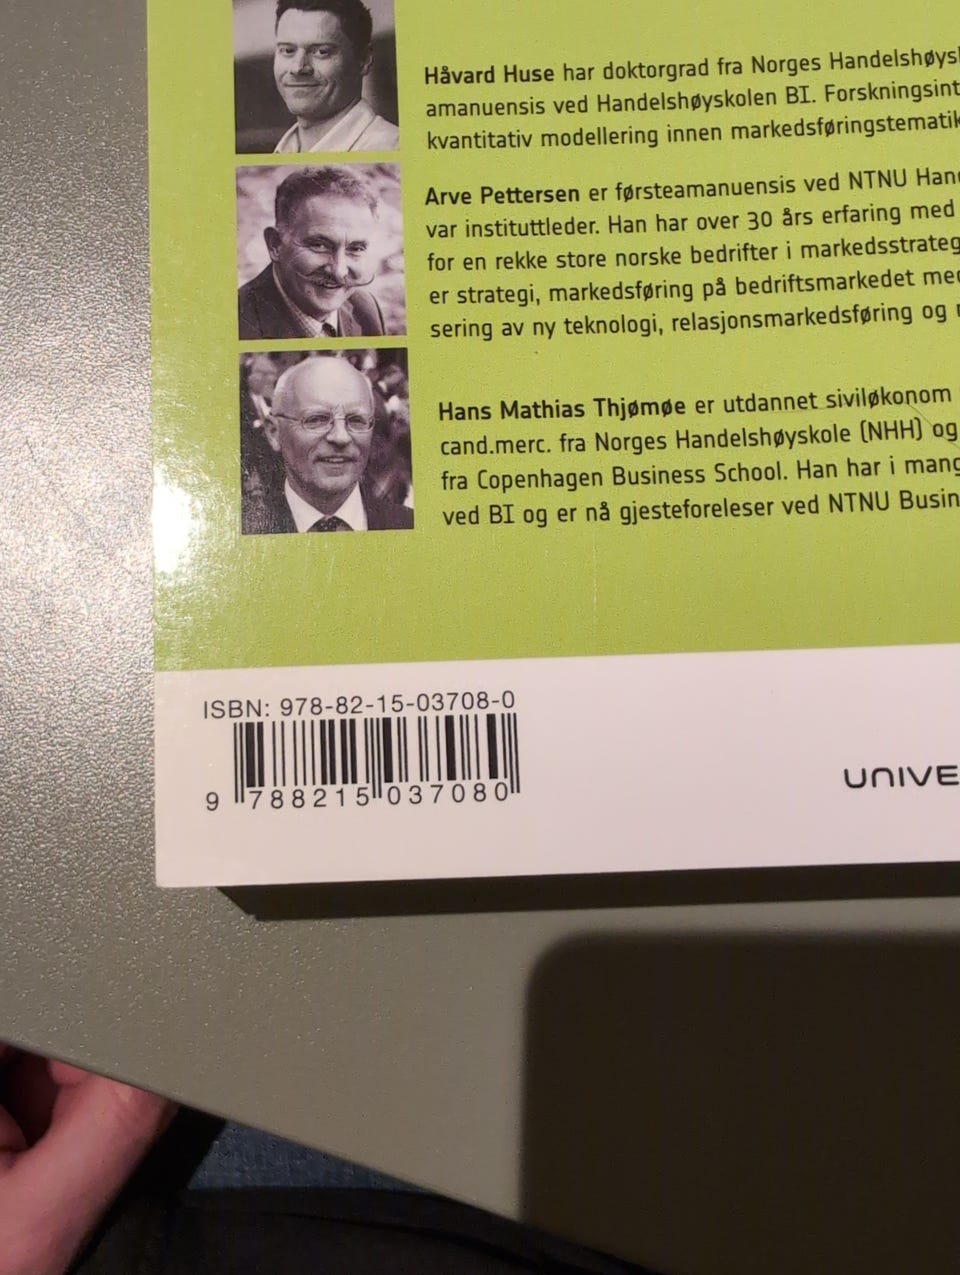 Håvard Huse har doktorgrad fra Norges Handelshøys
amanuensis ved Handelshøyskolen BI. Forskningsint
kvantitativ modellering innen markedsføringstematik
Arve Pettersen er førsteamanuensis ved NTNU Han
var instituttleder. Han har over 30 års erfaring med
for en rekke store norske bedrifter i markedsstrateg
er strategi, markedsføring på bedriftsmarkedet med
sering av ny teknologi, relasjonsmarkedsføring og
Hans Mathias Thjømøe er utdannet siviløkonom
cand.merc. fra Norges Handelshøyskole (NHH) og
fra Copenhagen Business School. Han har i mang
ved BI og er nå gjesteforeleser ved NTNU Busin
ISBN: 978-82-15-03708-0
9 788215 037080
UNIVE